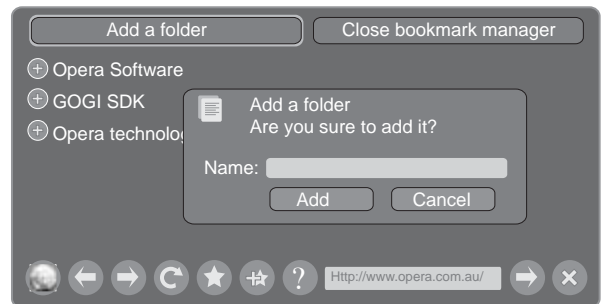 Add a folder
Close bookmark manager
Opera Software
GOGI SDK
Opera technolog
Add a folder
Are you sure to add it?
Name:
Add
Cancel
Http://www.opera.com.au/